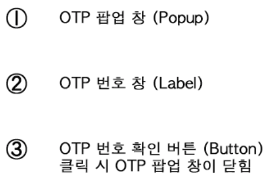 ① OTP 팝업 창 (Popup)
② OTP 번호 창 (Label)
③ OTP 번호 확인 버튼 (Button)
클릭 시 OTP 팝업 창이 닫힘